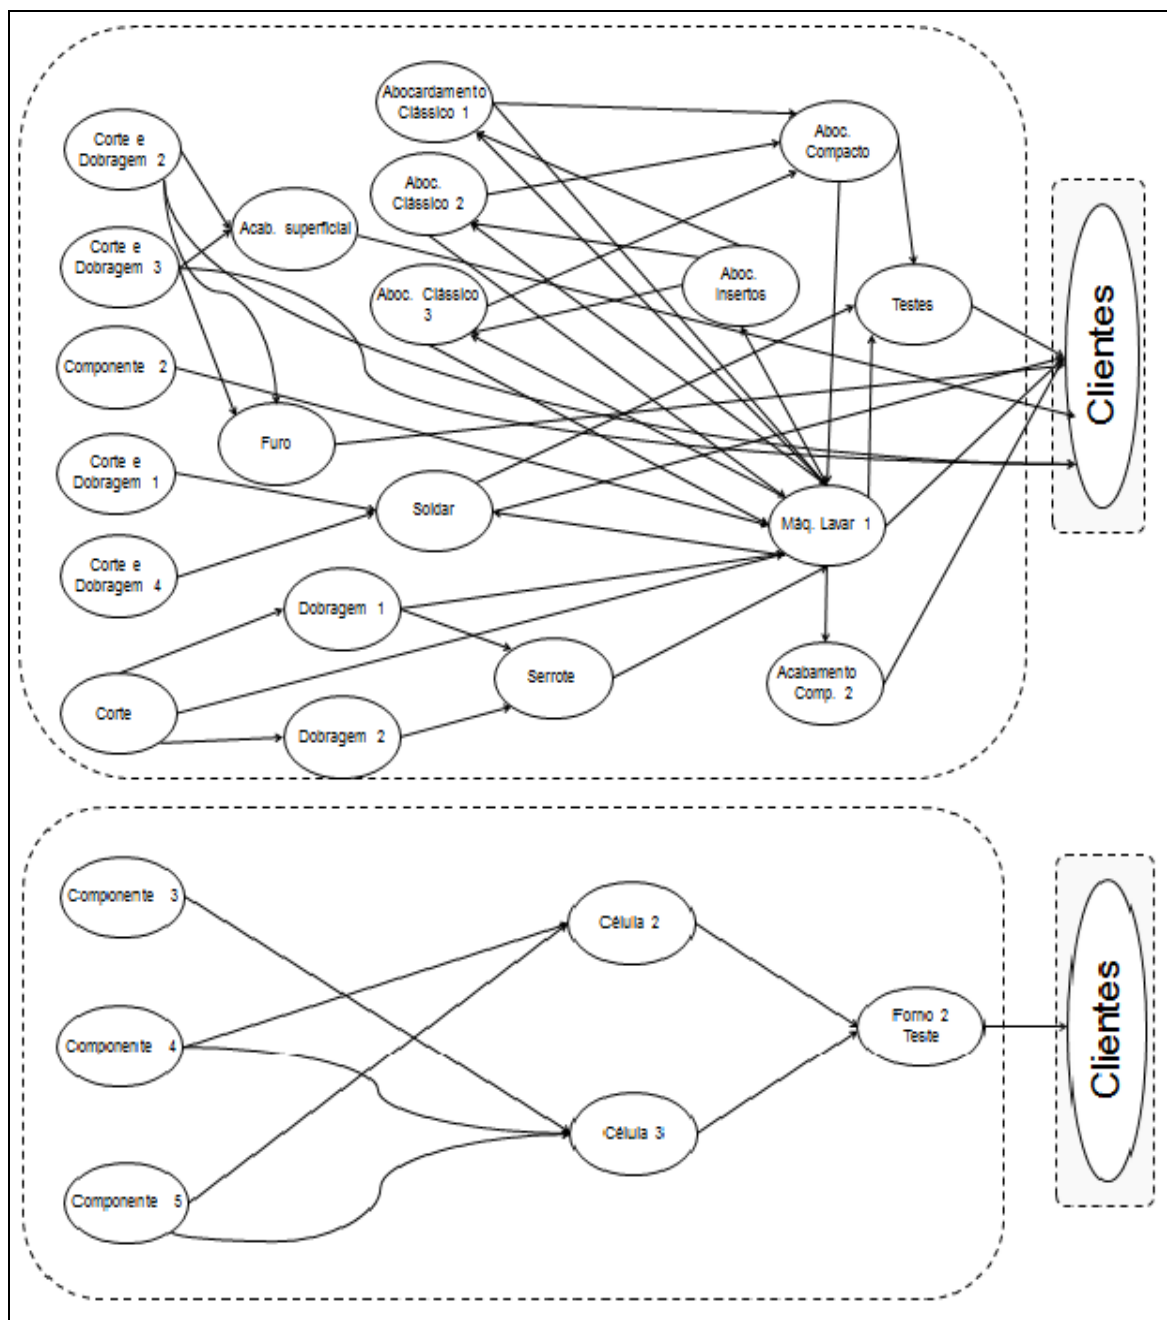 Abocardamento
Clássico 1
Corte e
Dobragem 2
Aboc.
Compacto
Aboc.
Clássico 2
Acab. superficial
Corte e
Dobragem 3
Aboc. Clássico
3
Aboc.
Insertos
Testes
Clientes
Componente 2
Furo
Corte e
Dobragem 1
Soldar
Máq. Lavar 1
Corte e
Dobragem 4
Dobragem 1
Serrote
Acabamento
Comp. 2
Corte
Dobragem 2
Componente 3
Célula 2
Componente 4
Forno 2
Teste
Clientes
Célula 3
Componente 5